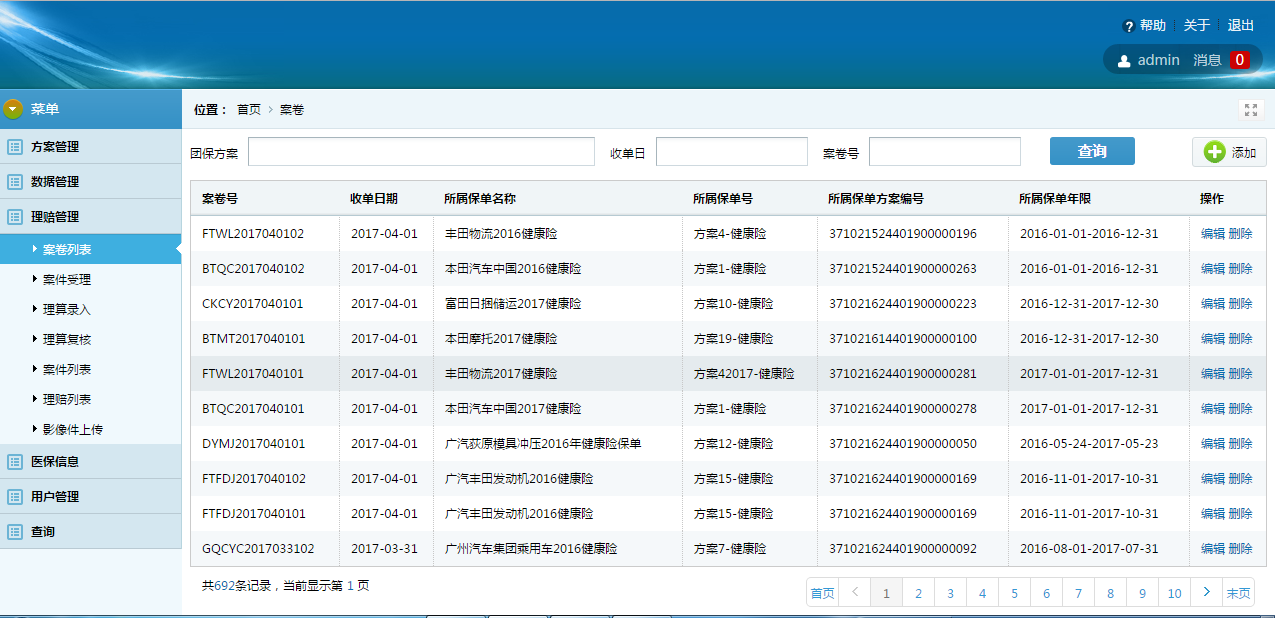 ? 帮助 关于 退出
admin 消息 0
菜单
位置： 首页 > 案卷
方案管理
数据管理
理赔管理
案卷列表
案件受理
理算录入
理算复核
案件列表
理赔列表
影像件上传
医保信息
用户管理
查询
团保方案 收单日 案卷号 查询 添加
案卷号 收单日期 所属保单名称 所属保单号 所属保单方案编号 所属保单年限 操作
FTWL2017040102 2017-04-01 丰田物流2016健康险 方案4-健康险 371021524401900000196 2016-01-01-2016-12-31 编辑 删除
BTQC2017040102 2017-04-01 本田汽车中国2016健康险 方案1-健康险 371021524401900000263 2016-01-01-2016-12-31 编辑 删除
CKCY2017040101 2017-04-01 富田日捆储运2017健康险 方案10-健康险 371021624401900000223 2016-12-31-2017-12-30 编辑 删除
BTMT2017040101 2017-04-01 本田摩托2017健康险 方案19-健康险 371021614401900000100 2016-12-31-2017-12-30 编辑 删除
FTWL2017040101 2017-04-01 丰田物流2017健康险 方案42017-健康险 371021624401900000281 2017-01-01-2017-12-31 编辑 删除
BTQC2017040101 2017-04-01 本田汽车中国2017健康险 方案1-健康险 371021624401900000278 2017-01-01-2017-12-31 编辑 删除
DYMJ2017040101 2017-04-01 广汽荻原模具冲压2016年健康险保单 方案12-健康险 371021624401900000050 2016-05-24-2017-05-23 编辑 删除
FTFDJ2017040102 2017-04-01 广汽丰田发动机2016健康险 方案15-健康险 371021624401900000169 2016-11-01-2017-10-31 编辑 删除
FTFDJ2017040101 2017-04-01 广汽丰田发动机2016健康险 方案15-健康险 371021624401900000169 2016-11-01-2017-10-31 编辑 删除
GQCYC2017033102 2017-03-31 广州汽车集团乘用车2016健康险 方案7-健康险 371021624401900000092 2016-08-01-2017-07-31 编辑 删除
共692条记录，当前显示第 1 页
首页 < 1 2 3 4 5 6 7 8 9 10 > 末页